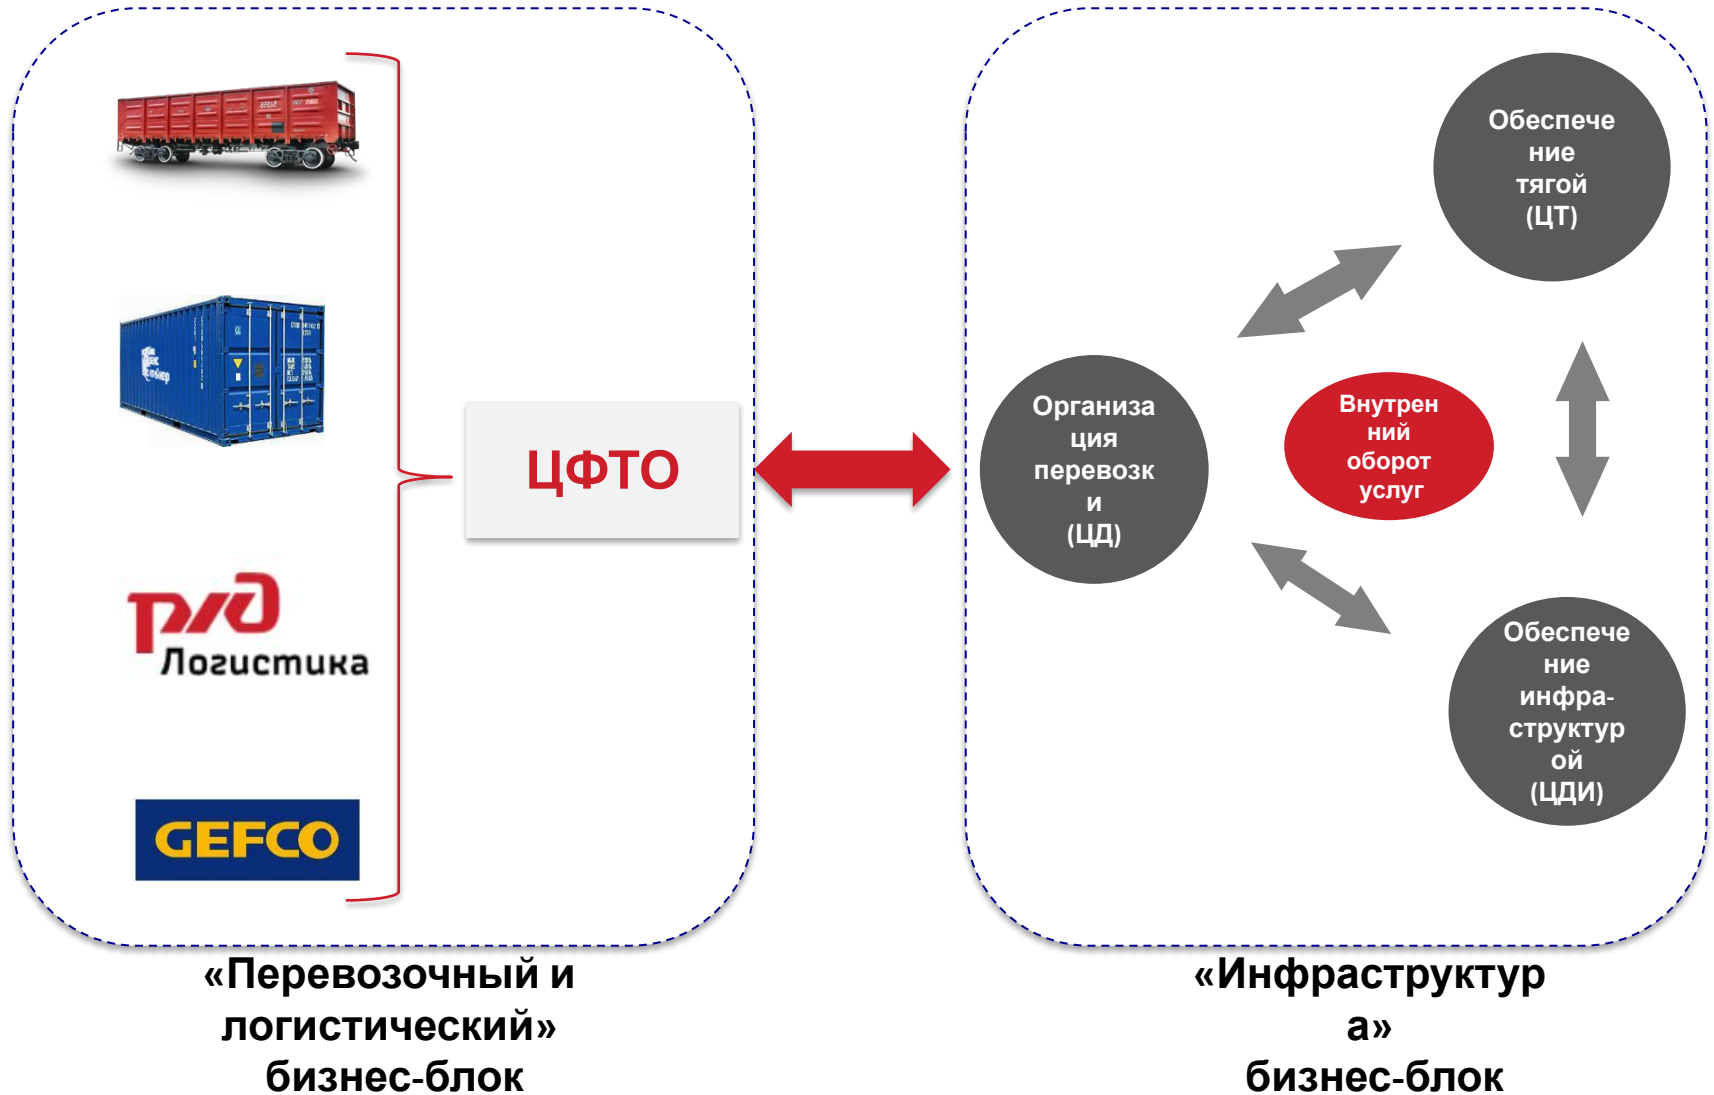 РЖД
Логистика
GEFCO
ЦФТО
«Перевозочный и
логистический»
бизнес-блок
Обеспече
ние
тягой
(ЦТ)
Организа
ция
перевозк
и
(ЦД)
Внутрен
ний
оборот
услуг
Обеспече
ние
инфра-
структур
ой
(ЦДИ)
«Инфраструктур
а»
бизнес-блок